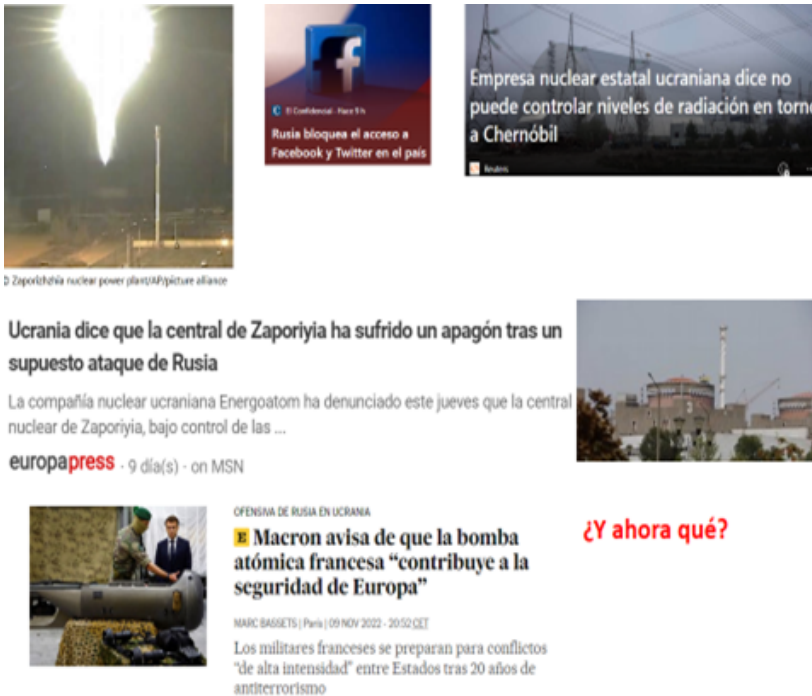 El Confidencial - Hace 9 h
Rusia bloquea el acceso a
Facebook y Twitter en el país
Empresa nuclear estatal ucraniana dice no
puede controlar niveles de radiación en torno
a Chernóbil
Reuters
© Zaporizhzhia nuclear power plant/AP/picture alliance
Ucrania dice que la central de Zaporiyia ha sufrido un apagón tras un
supuesto ataque de Rusia
La compañía nuclear ucraniana Energoatom ha denunciado este jueves que la central
nuclear de Zaporiyia, bajo control de las ...
europapress · 9 día(s) · on MSN
OFENSIVA DE RUSIA EN UCRANIA
E Macron avisa de que la bomba
atómica francesa “contribuye a la
seguridad de Europa”
MARC BASSETS | París | 09 NOV 2022 - 20:52 CET
Los militares franceses se preparan para conflictos
“de alta intensidad” entre Estados tras 20 años de
antiterrorismo
¿Y ahora qué?